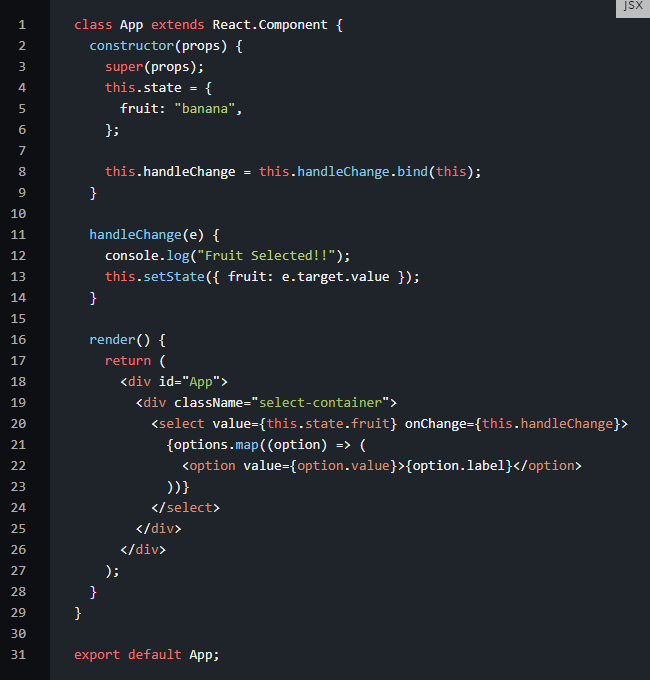 JSX
1 class App extends React.Component {
2   constructor(props) {
3     super(props);
4     this.state = {
5       fruit: "banana",
6     };
7
8     this.handleChange = this.handleChange.bind(this);
9   }
10
11   handleChange(e) {
12     console.log("Fruit Selected!!");
13     this.setState({ fruit: e.target.value });
14   }
15
16   render() {
17     return (
18       <div id="App">
19         <div className="select-container">
20           <select value={this.state.fruit} onChange={this.handleChange}>
21             {options.map((option) => (
22               <option value={option.value}>{option.label}</option>
23             ))}
24           </select>
25         </div>
26       </div>
27     );
28   }
29 }
30
31 export default App;